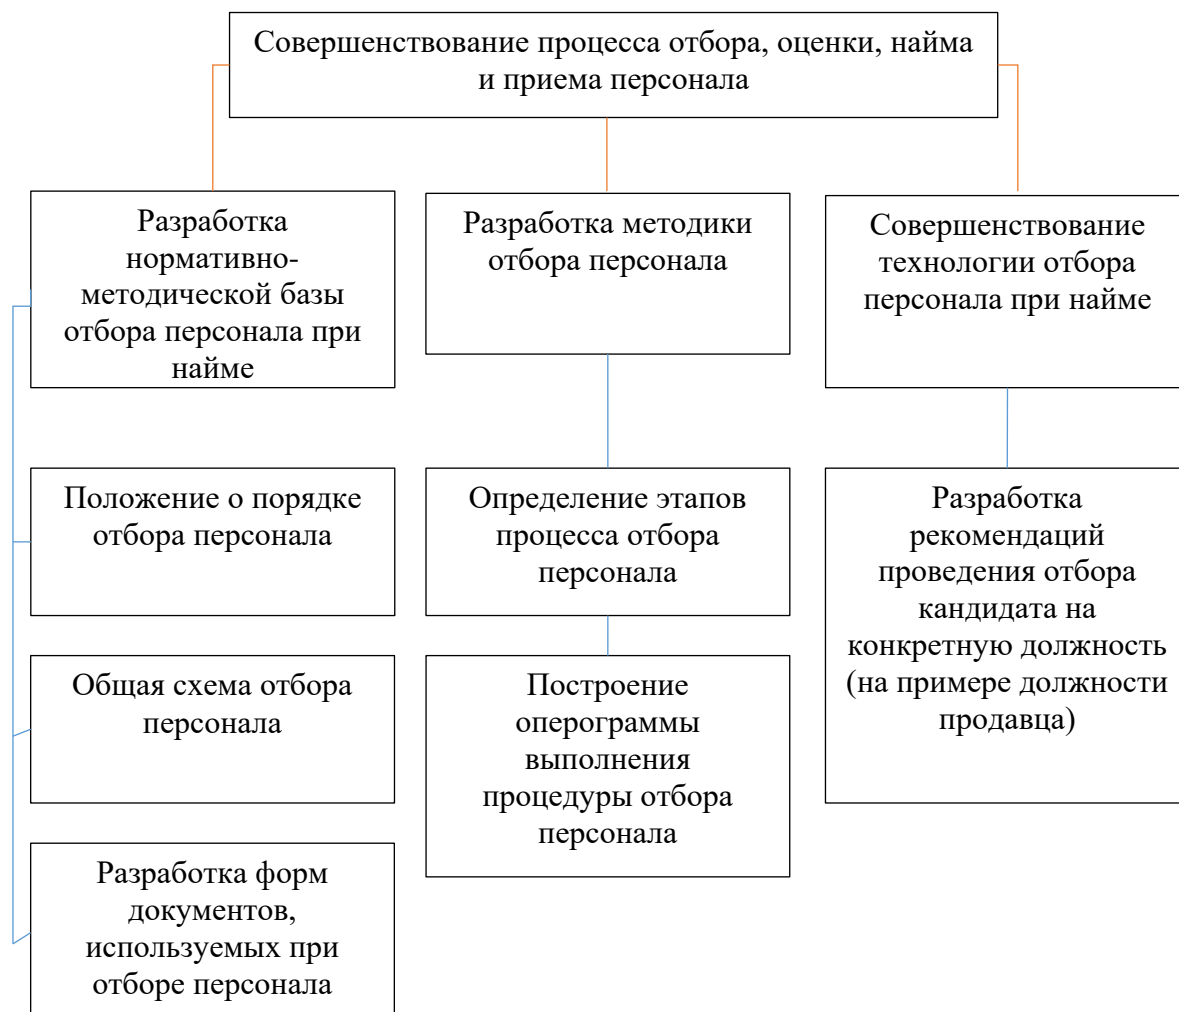 Совершенствование процесса отбора, оценки, найма
и приема персонала
Разработка
нормативно-
методической базы
отбора персонала при
найме
Разработка методики
отбора персонала
Совершенствование
технологии отбора
персонала при найме
Положение о порядке
отбора персонала
Определение этапов
процесса отбора
персонала
Разработка
рекомендаций
проведения отбора
кандидата на
конкретную должность
(на примере должности
продавца)
Общая схема отбора
персонала
Построение
оперограммы
выполнения
процедуры отбора
персонала
Разработка форм
документов,
используемых при
отборе персонала